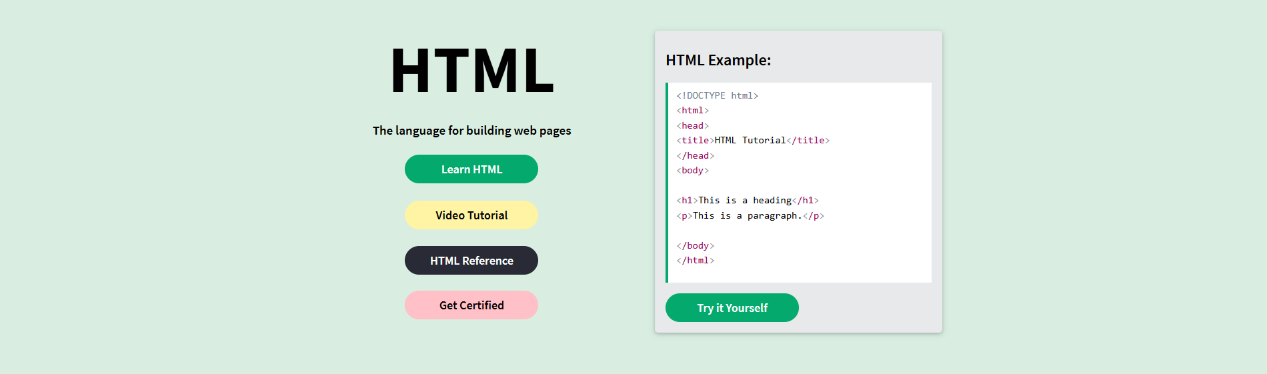 HTML
The language for building web pages
Learn HTML
Video Tutorial
HTML Reference
Get Certified
HTML Example:
<!DOCTYPE html>
<html>
<head>
<title>HTML Tutorial</title>
</head>
<body>
<h1>This is a heading</h1>
<p>This is a paragraph.</p>
</body>
</html>
Try it Yourself